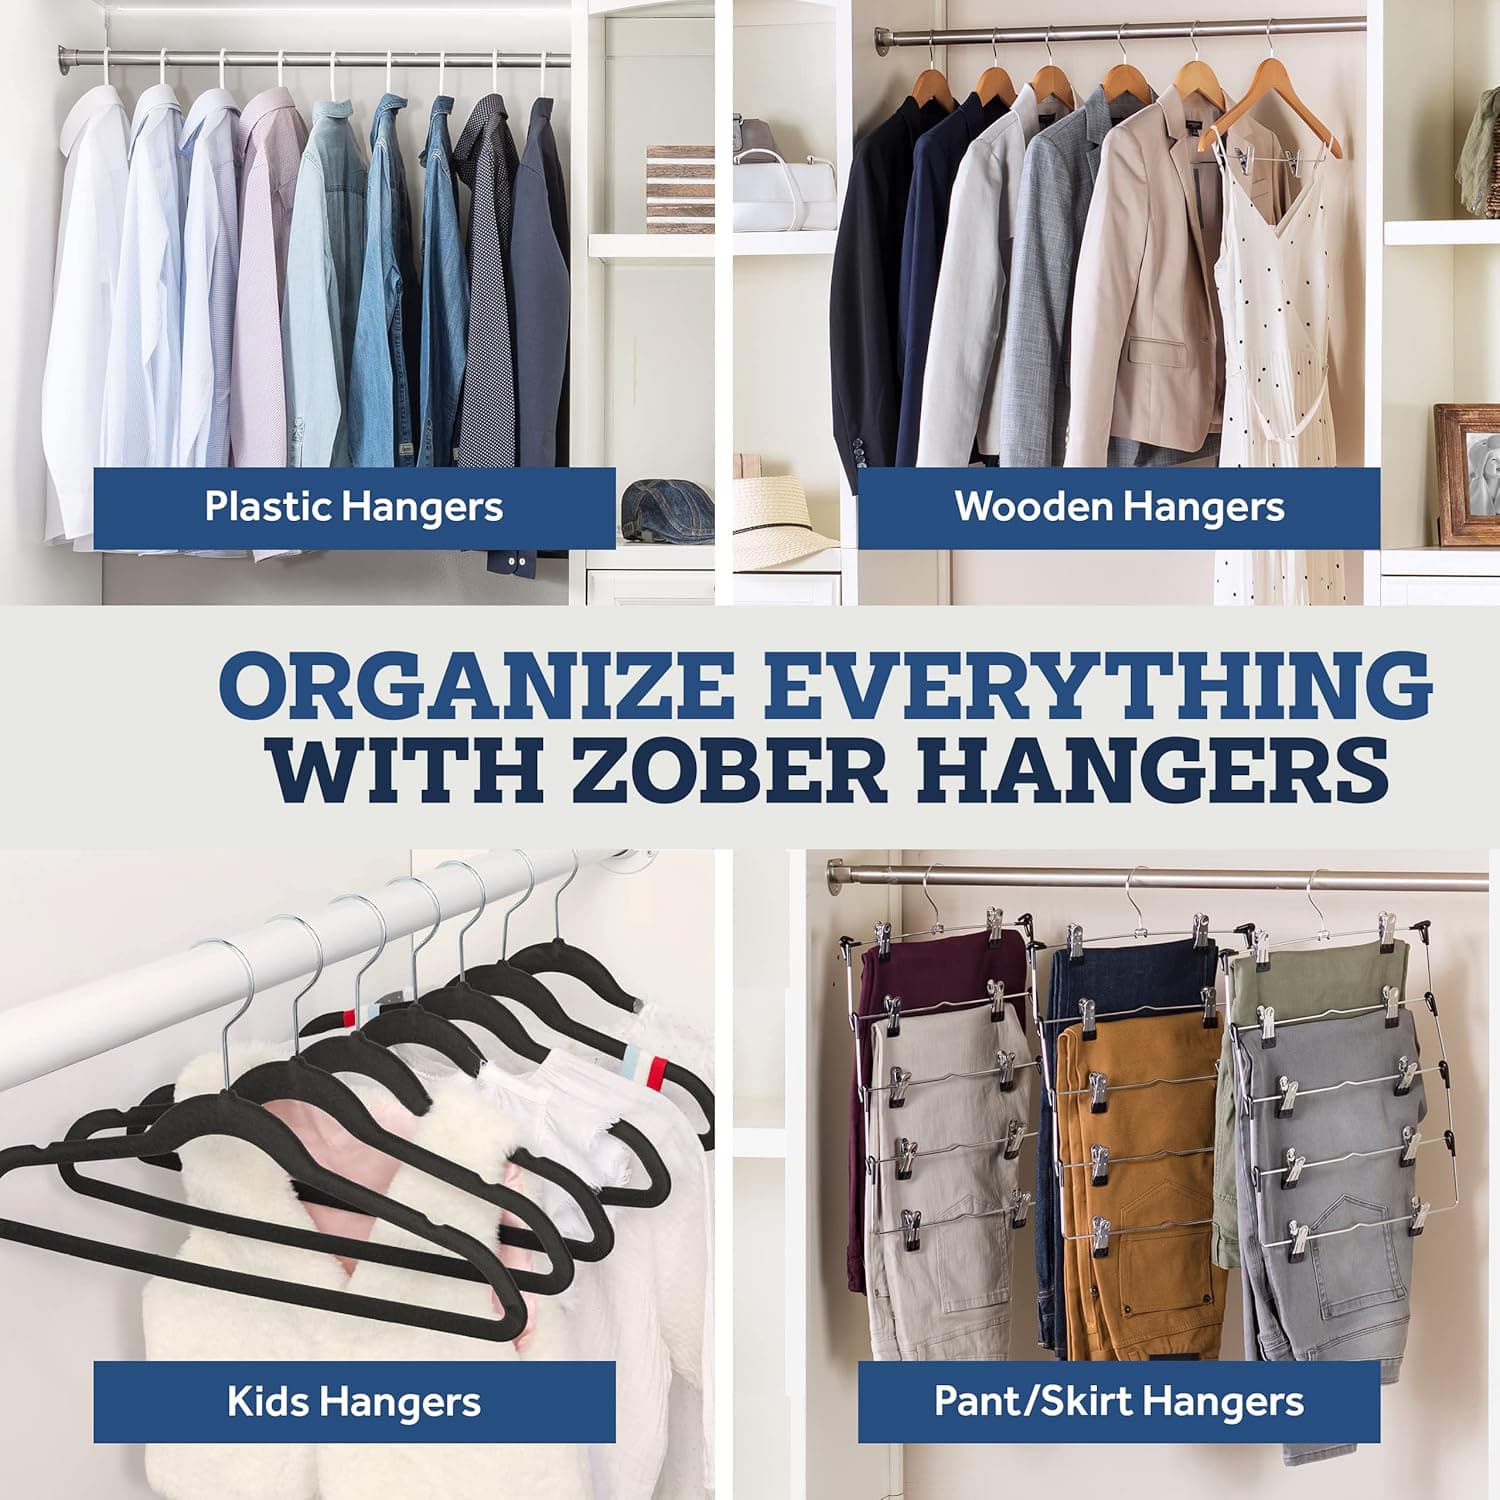 Plastic Hangers
Wooden Hangers
ORGANIZE EVERYTHING
WITH ZOBER HANGERS
Kids Hangers
Pant/Skirt Hangers